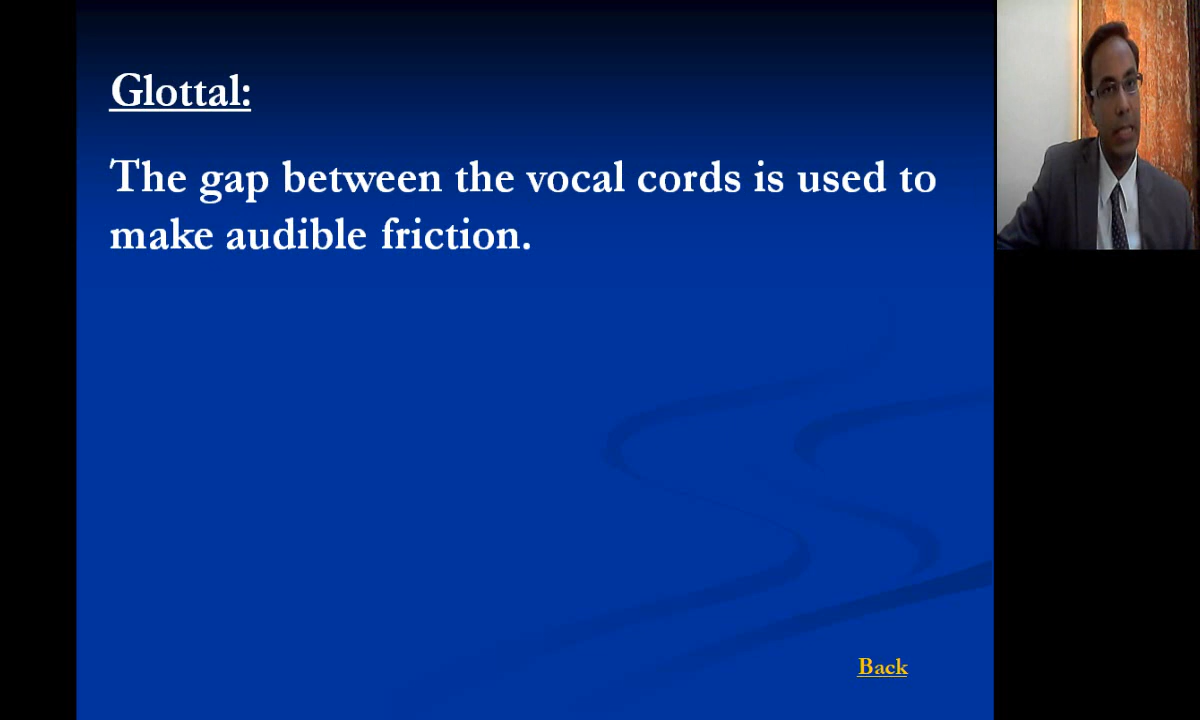 Glottal:
The gap between the vocal cords is used to
make audible friction.
Back